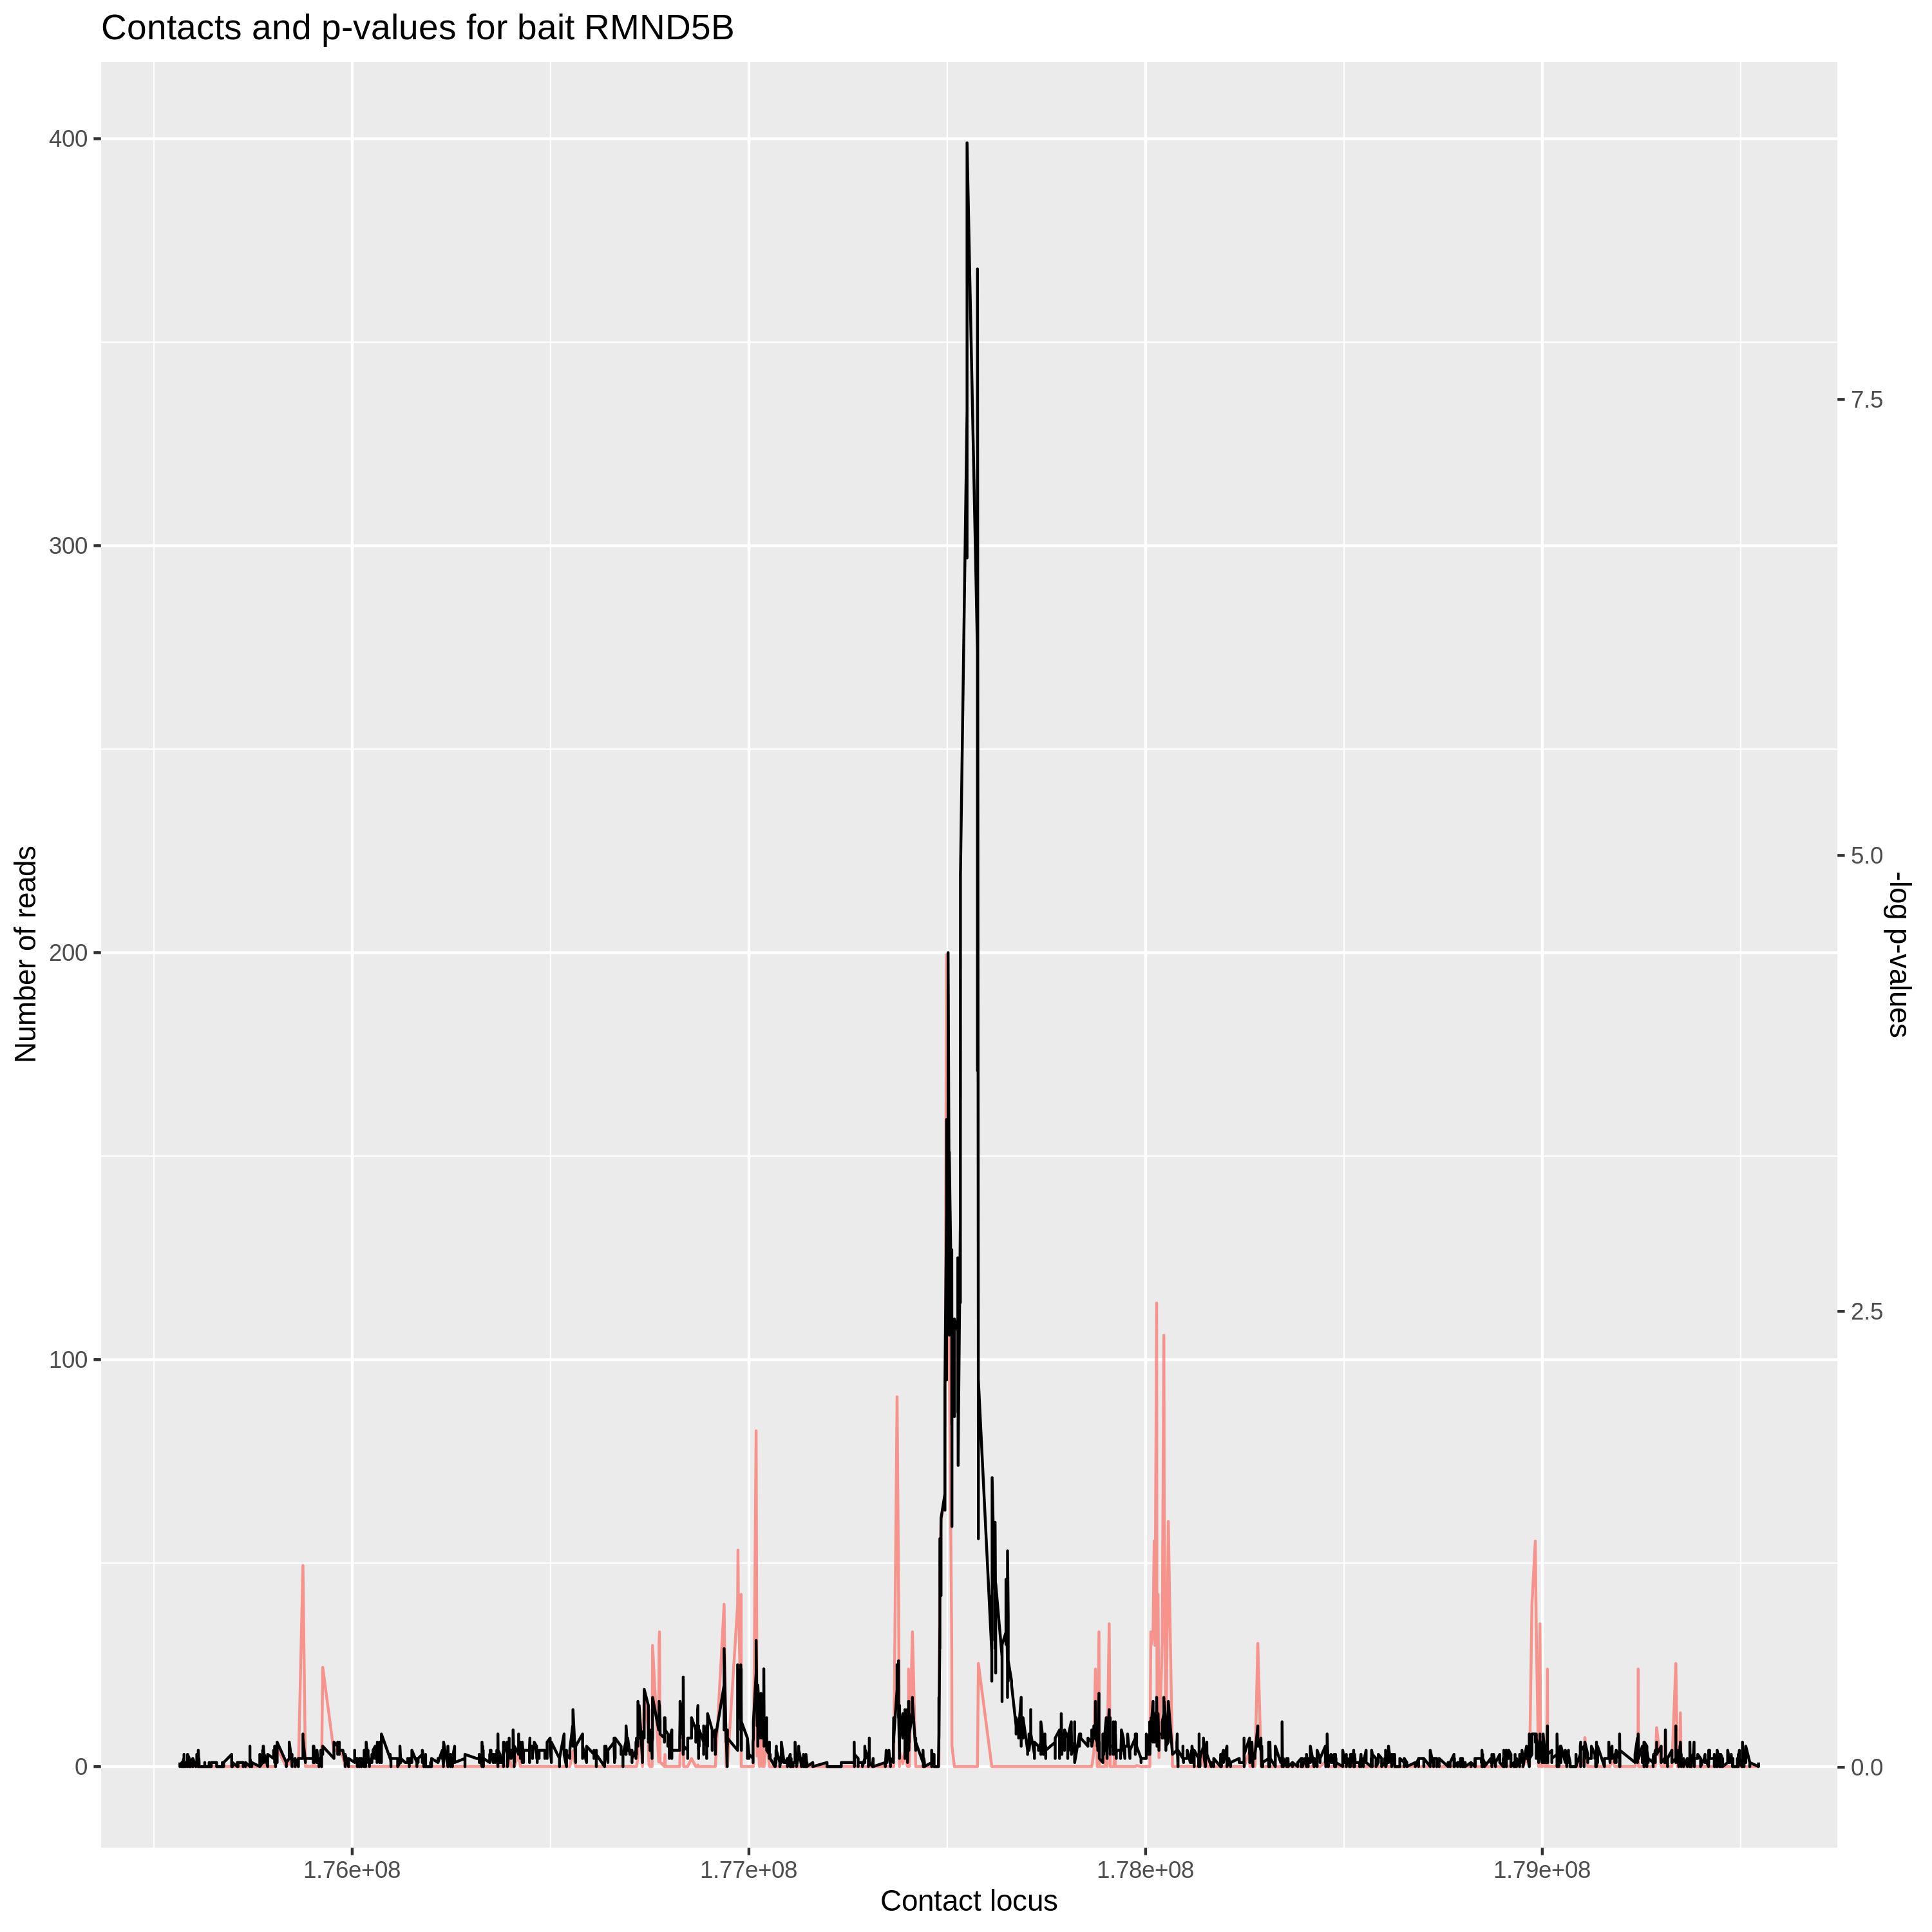 Contacts and p-values for bait RMND5B
400
300
200
100
0
Number of reads
7.5
5.0
2.5
0.0
-log p-values
1.76e+08
1.77e+08
1.78e+08
1.79e+08
Contact locus